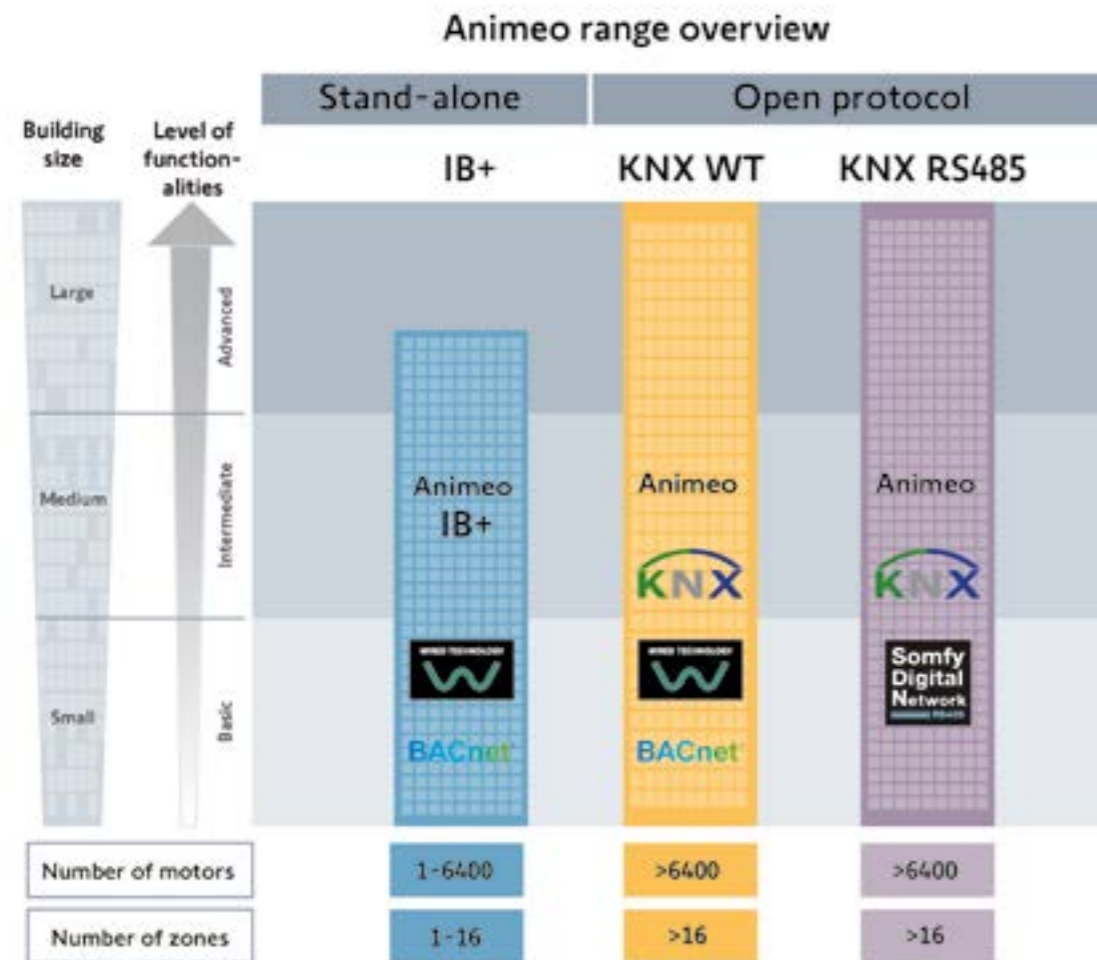 Animeo range overview
Stand-alone
Open protocol
Building
size
Level of
function-
alities
IB+
KNX WT
KNX RS485
Large
Advanced
Medium
Intermediate
Small
Basic
Animeo
IB+
WIRED TECHNOLOGY
BACnet
Animeo
KNX
WIRED TECHNOLOGY
BACnet
Animeo
KNX
Somfy
Digital
Network
RS485
Number of motors
1-6400
>6400
>6400
Number of zones
1-16
>16
>16